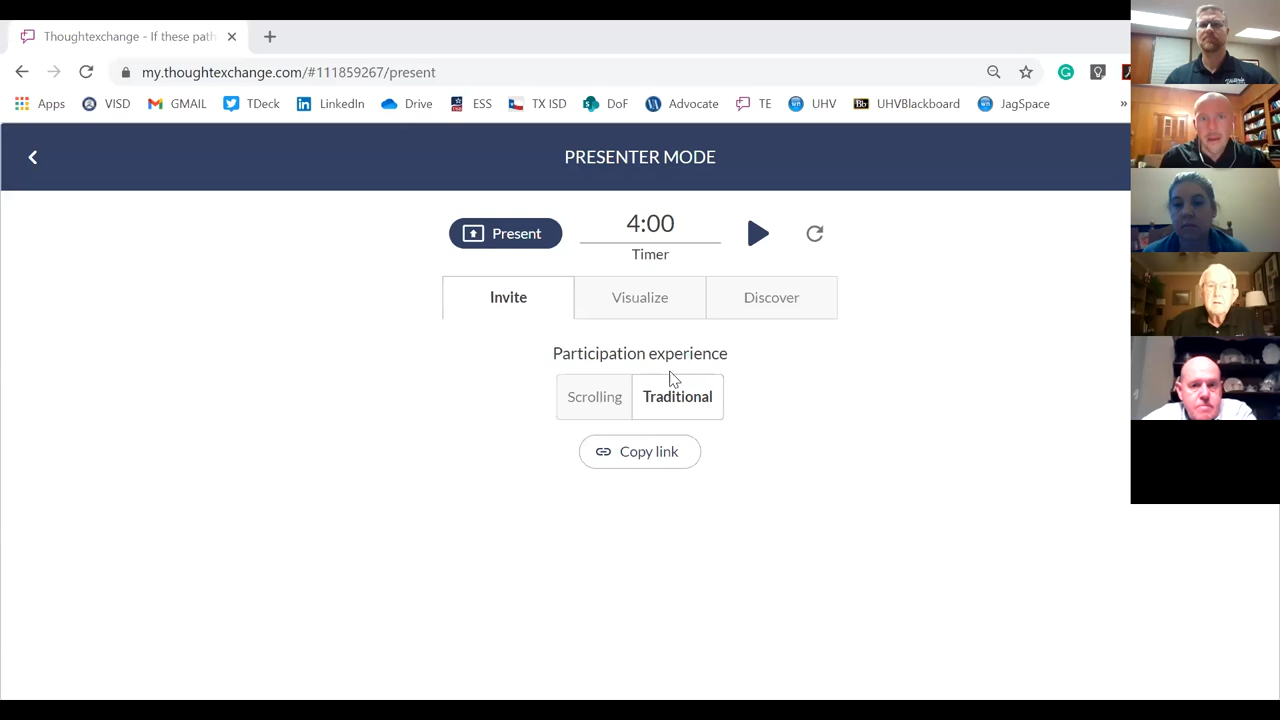 Thoughtexchange - If these path
my.thoughtexchange.com/#111859267/present
Apps VISD GMAIL TDeck LinkedIn Drive ESS TX ISD DoF Advocate TE UHV Bb UHVBlackboard JagSpace »
PRESENTER MODE
Present 4:00
Timer
Invite Visualize Discover
Participation experience
Scrolling Traditional
Copy link